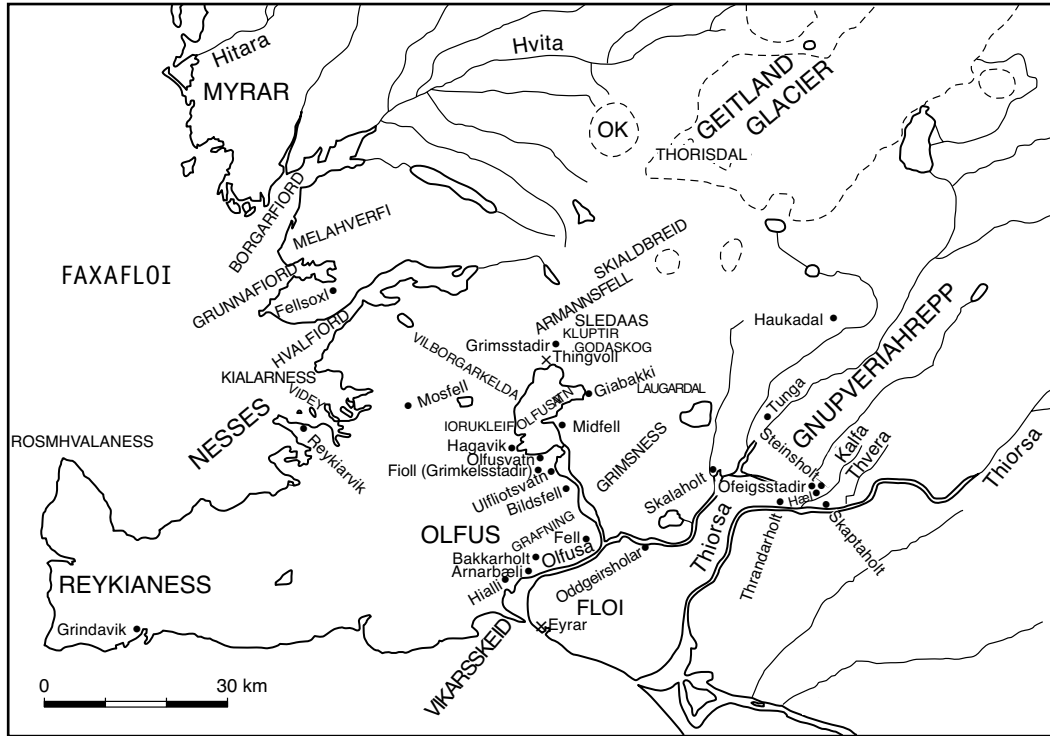 Hitara
Hvita
MYRAR
GEITLAND
GLACIER
OK
THORISDAL
BORGARFIORD
MELAHVERFI
FAXAFLOI
GRUNNAFIORD
Fellsoxl
SKIALDBREID
ARMANNSFELL
HVALFIORD
SLEDAAS
KLUPTIR
GODASKOG
Haukadal
Grimsstadir
Thingvoll
VILBORGARKELDA
GNUPVERIAHREPP
KIALARNESS
VIDEY
Mosfell
Giabakki
LAUGARDAL
OLFUSVATN
NESSES
IORUKLEIF
Midfell
Tunga
ROSMHVALANESS
Reykiarvik
Hagavik
Olfusvatn
GRIMSNESS
Steinsholt
Kalfa
Thvera
Fioll (Grimkelsstadir)
Ulfliotsvatn
Bildsfell
Skalaholt
Ofeigsstadir
Hæl
Thiorsa
Skaptaholt
Thrandarholt
Thiorsa
OLFUS
GRAFNING
Fell
Bakkarholt
Olfusa
Arnarbæli
Oddgeirsholar
Hialli
REYKIANESS
FLOI
Grindavik
Eyrar
VIKARSSKEID
0
30 km